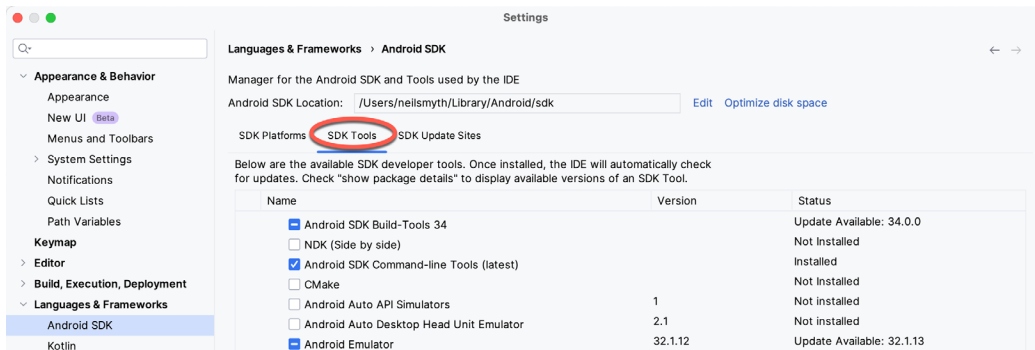 Settings
Languages & Frameworks › Android SDK
Appearance & Behavior
Appearance
New UI Beta
Menus and Toolbars
System Settings
Notifications
Quick Lists
Path Variables
Keymap
Editor
Build, Execution, Deployment
Languages & Frameworks
Android SDK
Kotlin
Manager for the Android SDK and Tools used by the IDE
Android SDK Location: /Users/neilsmyth/Library/Android/sdk Edit Optimize disk space
SDK Platforms SDK Tools SDK Update Sites
Below are the available SDK developer tools. Once installed, the IDE will automatically check
for updates. Check "show package details" to display available versions of an SDK Tool.
Name Version Status
Android SDK Build-Tools 34 Update Available: 34.0.0
NDK (Side by side) Not Installed
Android SDK Command-line Tools (latest) Installed
CMake Not installed
Android Auto API Simulators 1 Not installed
Android Auto Desktop Head Unit Emulator 2.1 Not installed
Android Emulator 32.1.12 Update Available: 32.1.13